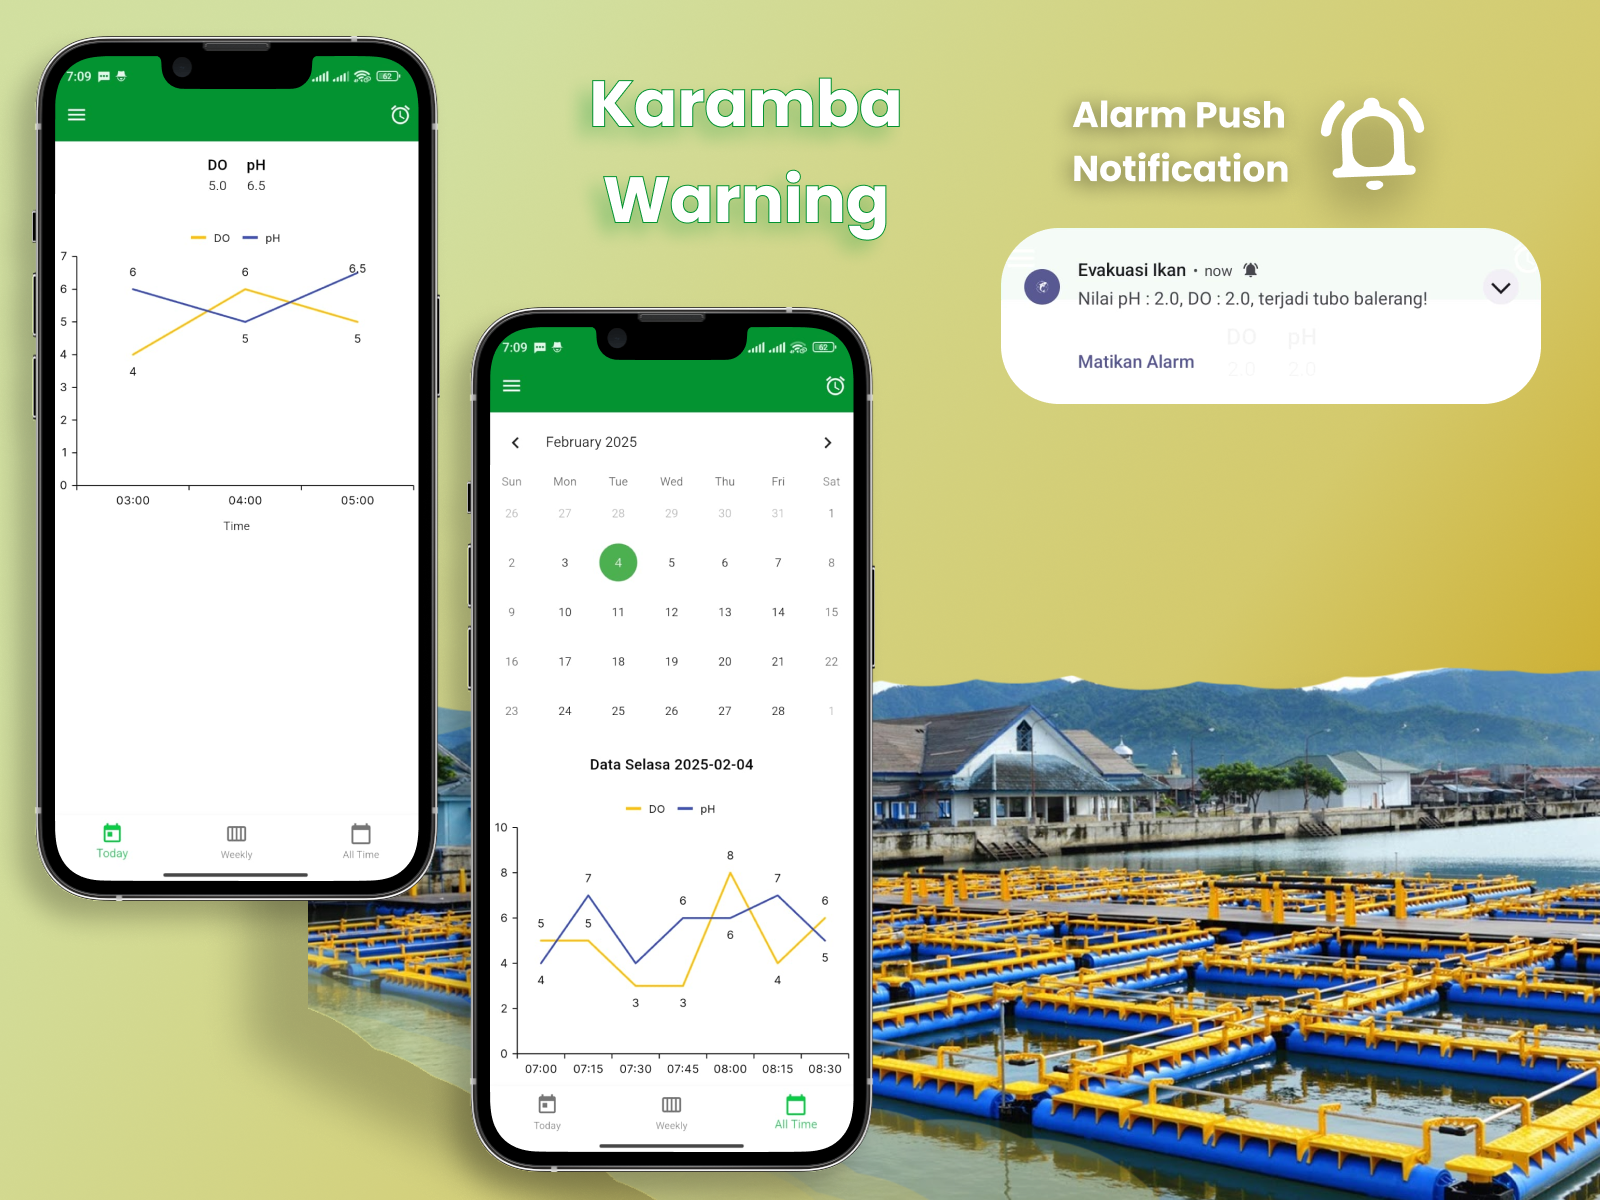 Karamba
Warning
Alarm Push
Notification
Evakuasi Ikan • now
Nilai pH : 2.0, DO : 2.0, terjadi tubo balerang!
DO pH
2.0 2.0
Matikan Alarm
7:09 62
DO pH
5.0 6.5
DO pH
7
6
5
4
3
2
1
0
6 6 6.5
4 5 5
03:00 04:00 05:00
Time
Today Weekly All Time
7:09 62
February 2025
Sun Mon Tue Wed Thu Fri Sat
26 27 28 29 30 31 1
2 3 4 5 6 7 8
9 10 11 12 13 14 15
16 17 18 19 20 21 22
23 24 25 26 27 28 1
Data Selasa 2025-02-04
DO pH
10
8
6
4
2
0
5 7 5 6 8 7 6
4 3 3 6 4 5
07:00 07:15 07:30 07:45 08:00 08:15 08:30
Today Weekly All Time